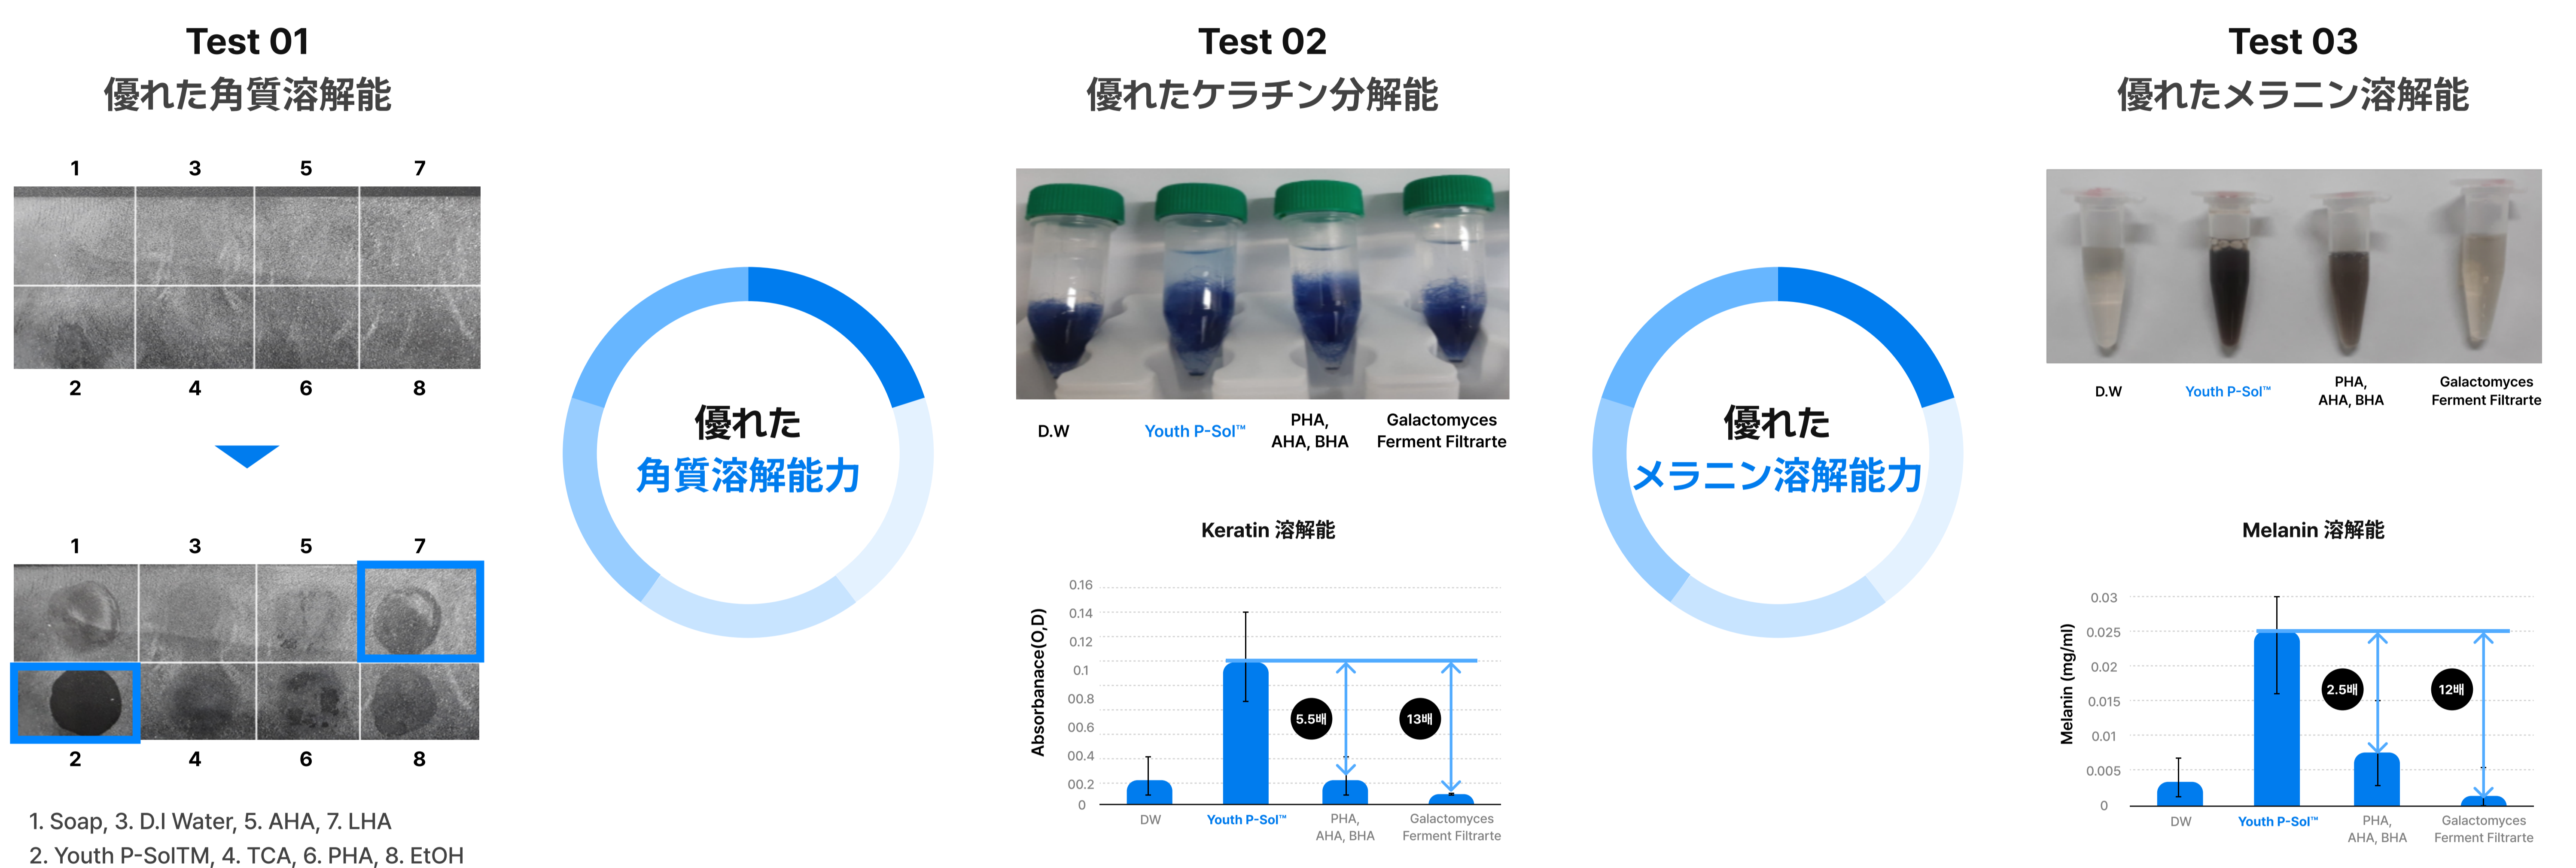 Test 01
優れた角質溶解能
1 3 5 7
2 4 6 8
1 3 5 7
2 4 6 8
1. Soap, 3. D.I Water, 5. AHA, 7. LHA
2. Youth P-SolTM, 4. TCA, 6. PHA, 8. EtOH
優れた
角質溶解能力
Test 02
優れたケラチン分解能
D.W
Youth P-Sol™
PHA,
AHA, BHA
Galactomyces
Ferment Filtrarte
Keratin 溶解能
Absorbanace(O,D)
0.16
0.14
0.12
0.1
00.8
00.6
00.4
00.2
0
5.5배
13배
DW
Youth P-Sol™
PHA,
AHA, BHA
Galactomyces
Ferment Filtrarte
優れた
メラニン溶解能力
Test 03
優れたメラニン溶解能
D.W
Youth P-Sol™
PHA,
AHA, BHA
Galactomyces
Ferment Filtrarte
Melanin 溶解能
Melanin (mg/ml)
0.03
0.025
0.02
0.015
0.01
0.005
0
2.5배
12배
DW
Youth P-Sol™
PHA,
AHA, BHA
Galactomyces
Ferment Filtrarte